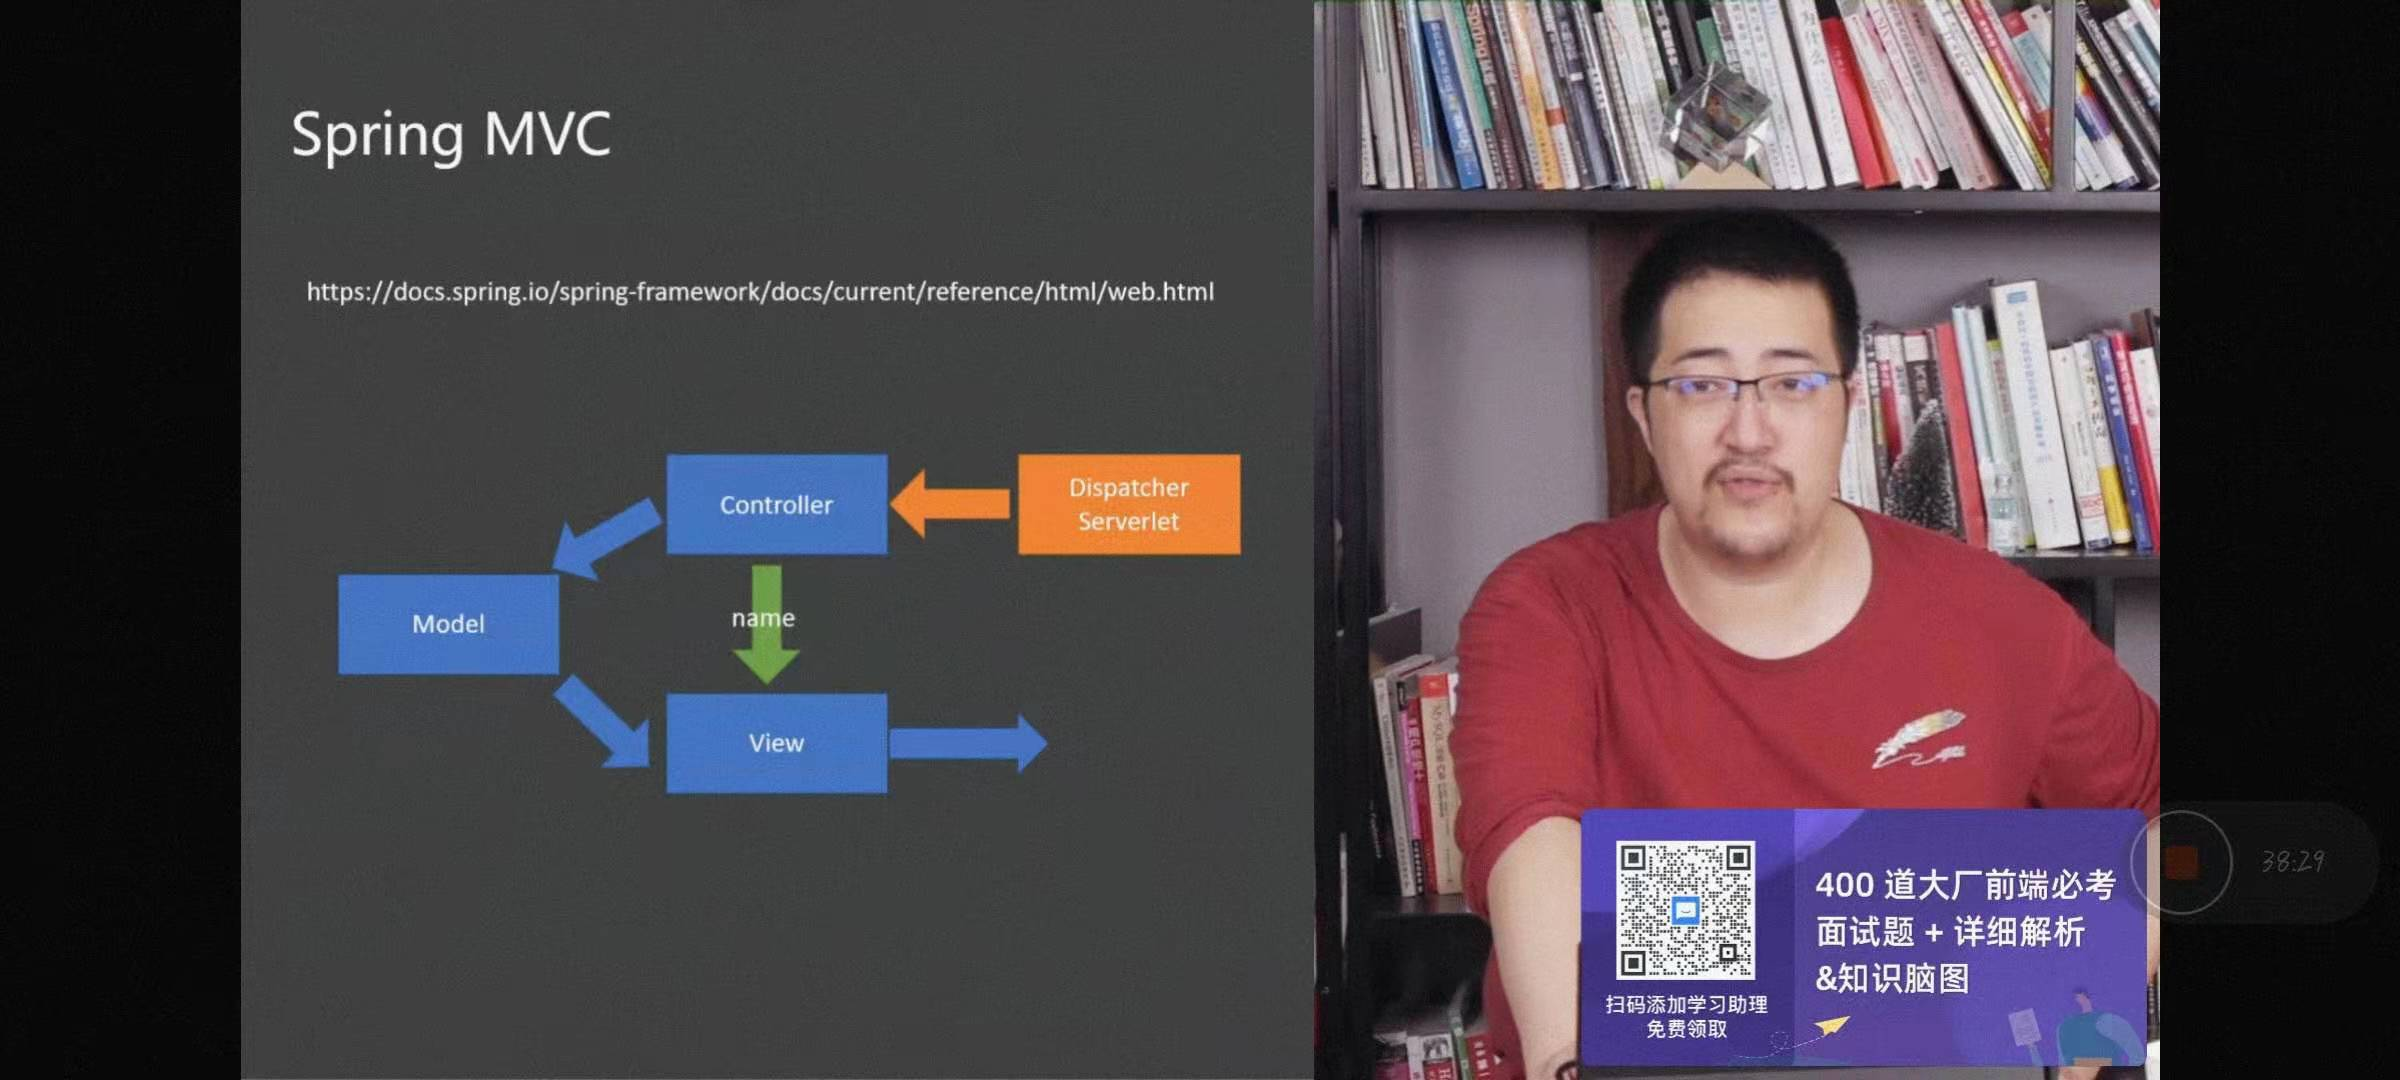 Spring MVC
https://docs.spring.io/spring-framework/docs/current/reference/html/web.html
Controller
Dispatcher
Serverlet
Model
name
View
400 道大厂前端必考
面试题 + 详细解析
&知识脑图
扫码添加学习助理
免费领取
38:29